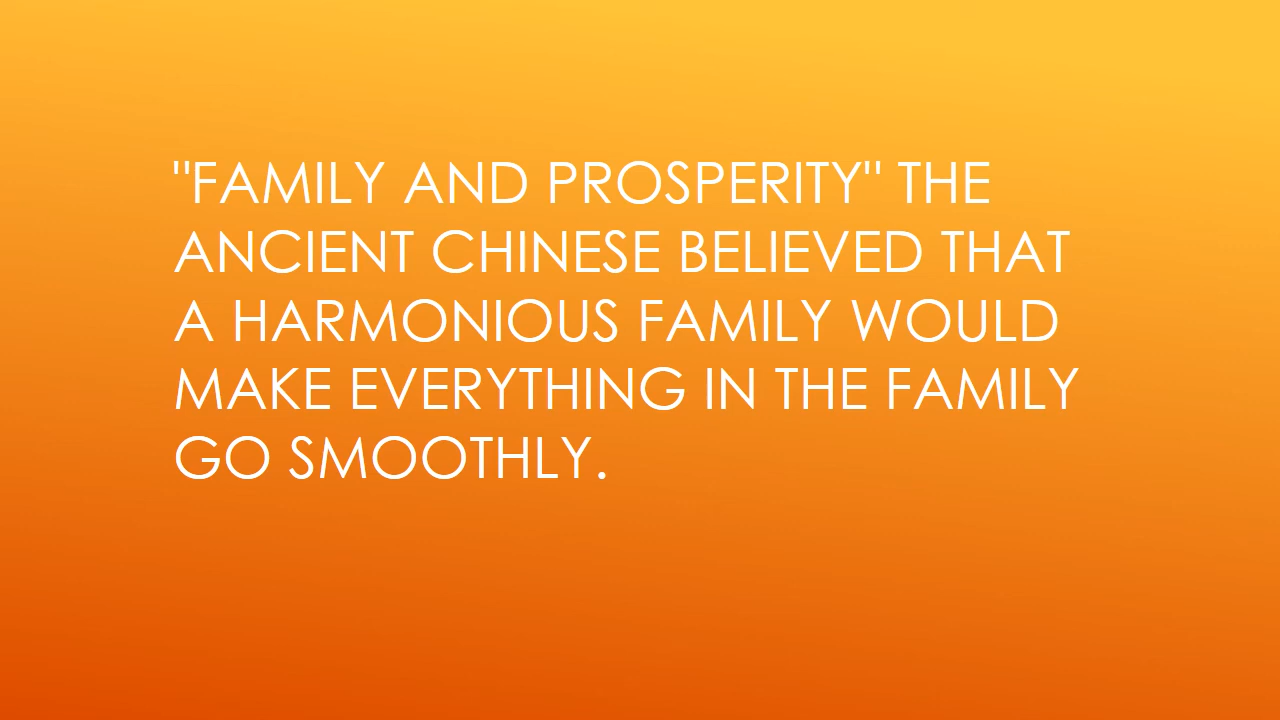 "FAMILY AND PROSPERITY" THE
ANCIENT CHINESE BELIEVED THAT
A HARMONIOUS FAMILY WOULD
MAKE EVERYTHING IN THE FAMILY
GO SMOOTHLY.